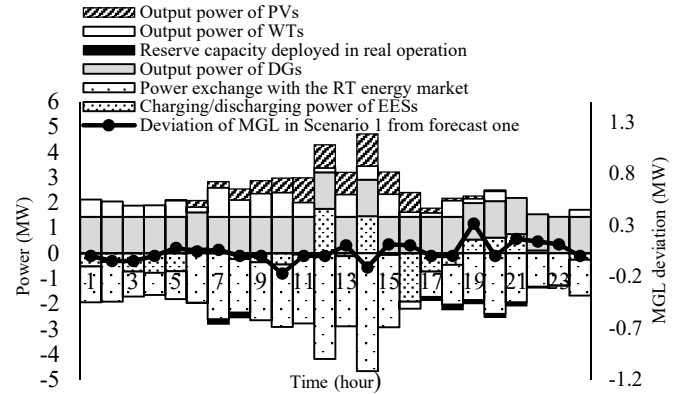 Output power of PVs
Output power of WTs
Reserve capacity deployed in real operation
Output power of DGs
Power exchange with the RT energy market
Charging/discharging power of EESs
Deviation of MGL in Scenario 1 from forecast one
6
5
4
3
2
1
0
-1
-2
-3
-4
-5
Power (MW)
1 3 5 7 9 11 13 15 17 19 21 23
Time (hour)
1.3
0.8
0.3
-0.2
-0.7
-1.2
MGL deviation (MW)